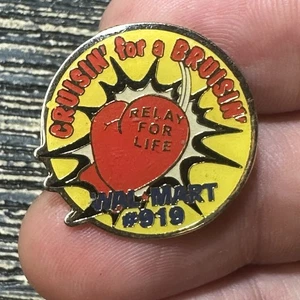 CRUISIN' for a BRUISIN'
RELAY
FOR
LIFE
WAL-MART
#919